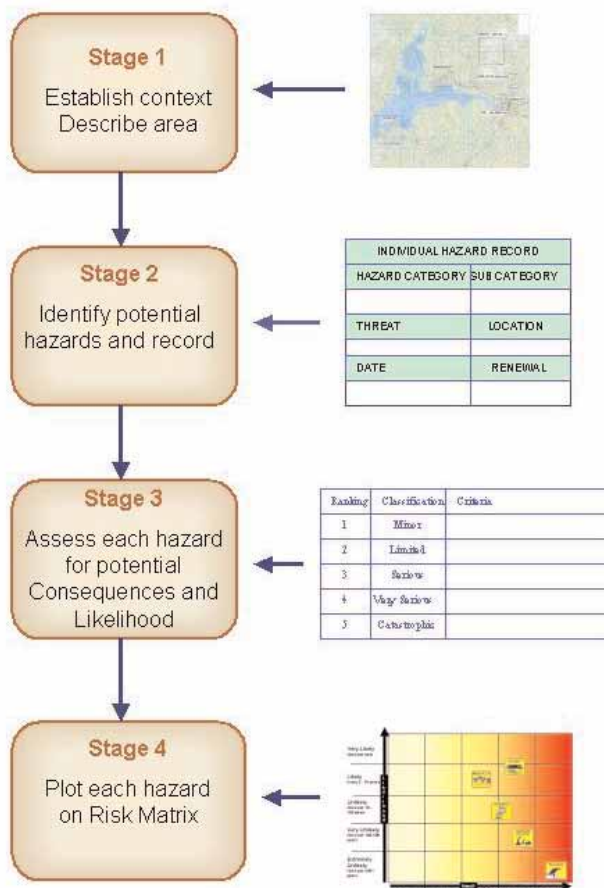 Stage 1
Establish context
Describe area
Stage 2
Identify potential
hazards and record
INDIVIDUAL HAZARD RECORD
HAZARD CATEGORY SUB CATEGORY
THREAT LOCATION
DATE RENEWAL
Stage 3
Assess each hazard
for potential
Consequences and
Likelihood
Ranking Classification Criteria
1 Minor
2 Limited
3 Serious
4 Very Serious
5 Catastrophic
Stage 4
Plot each hazard
on Risk Matrix
Very Likely
Likely
Unlikely
Very Unlikely
Extremely
Unlikely